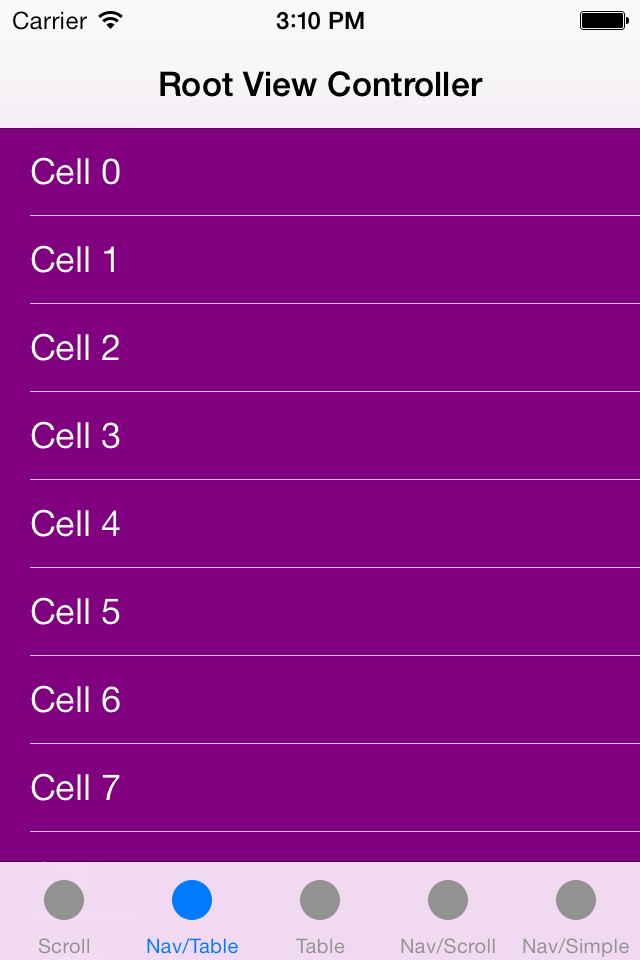 Carrier 3:10 PM
Root View Controller
Cell 0
Cell 1
Cell 2
Cell 3
Cell 4
Cell 5
Cell 6
Cell 7
Cell 8
Scroll Nav/Table Table Nav/Scroll Nav/Simple